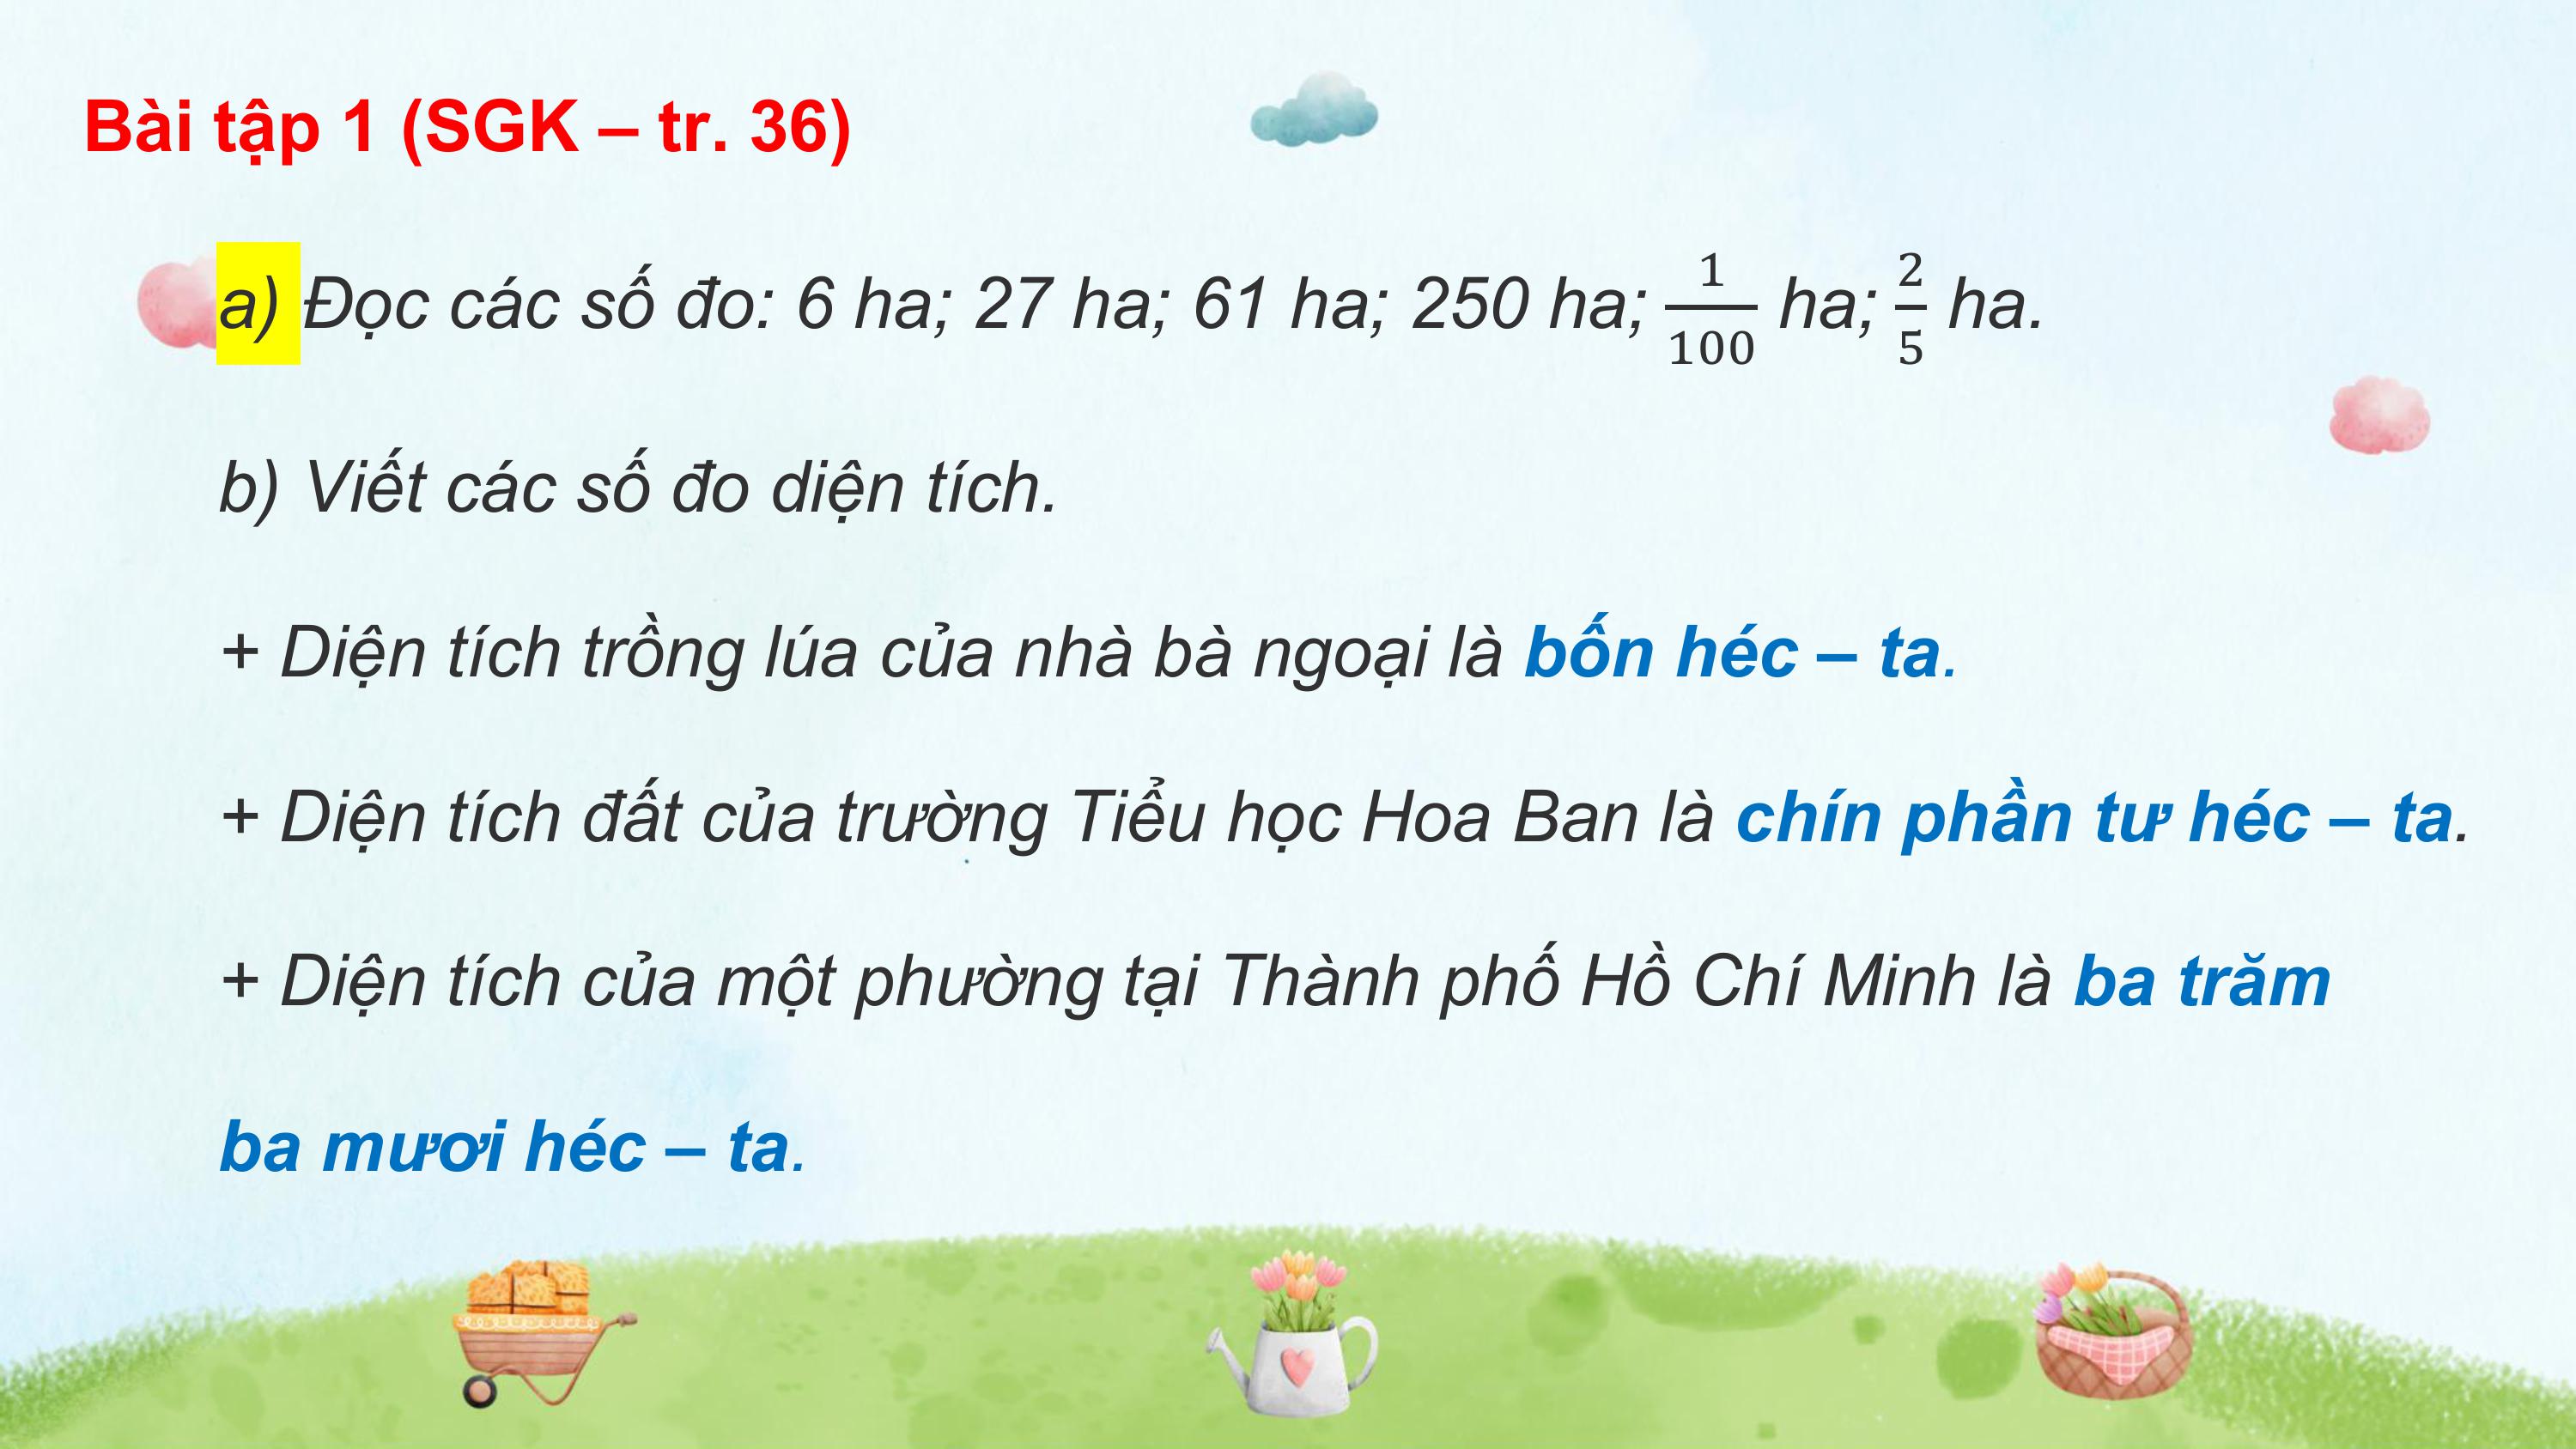 Bài tập 1 (SGK – tr. 36)
a) Đọc các số đo: 6 ha; 27 ha; 61 ha; 250 ha; 1/100 ha; 2/5 ha.
b) Viết các số đo diện tích.
+ Diện tích trồng lúa của nhà bà ngoại là bốn héc – ta.
+ Diện tích đất của trường Tiểu học Hoa Ban là chín phần tư héc – ta.
+ Diện tích của một phường tại Thành phố Hồ Chí Minh là ba trăm
ba mươi héc – ta.